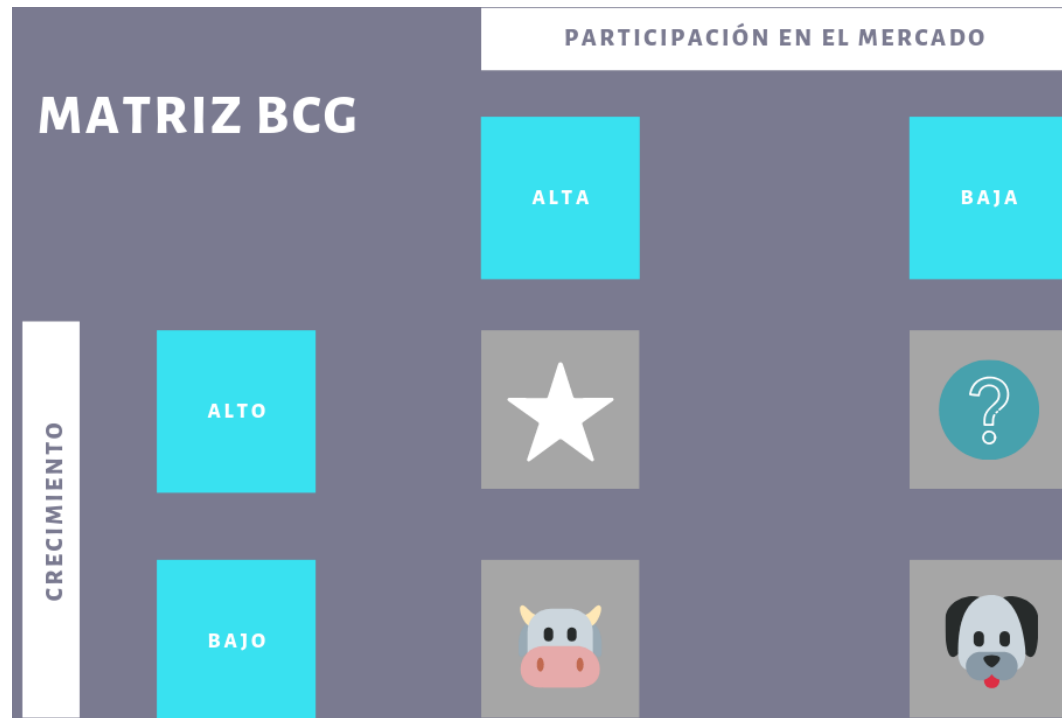 PARTICIPACIÓN EN EL MERCADO
MATRIZ BCG
ALTA
BAJA
CRECIMIENTO
ALTO
?
BAJO